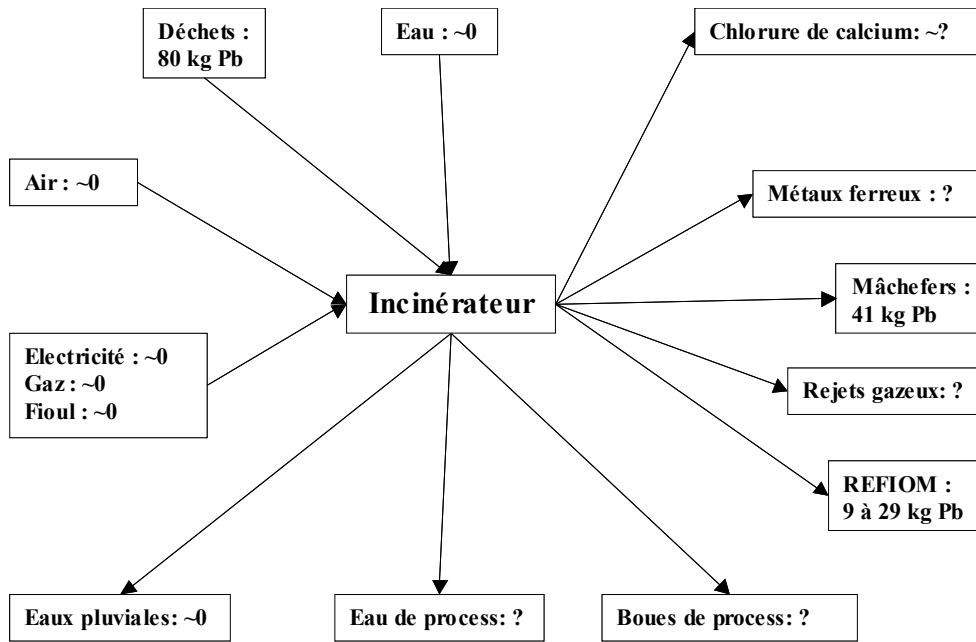 Déchets :
80 kg Pb
Eau : ~0
Chlorure de calcium: ~?
Air : ~0
Métaux ferreux : ?
Incinérateur
Mâchefers :
41 kg Pb
Electricité : ~0
Gaz : ~0
Fioul : ~0
Rejets gazeux: ?
REFIOM :
9 à 29 kg Pb
Eaux pluviales: ~0
Eau de process: ?
Boues de process: ?